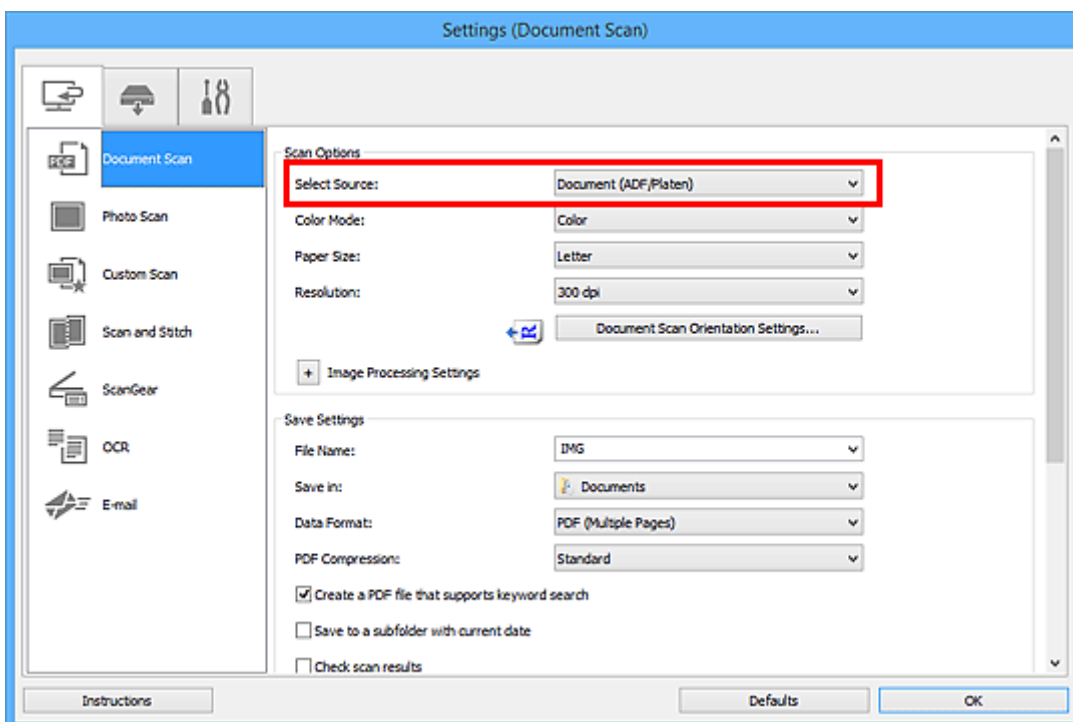 Settings (Document Scan)
PDF
Document Scan
Photo Scan
Custom Scan
Scan and Stitch
ScanGear
OCR
E-mail
Scan Options
Select Source: Document (ADF/Platen)
Color Mode: Color
Paper Size: Letter
Resolution: 300 dpi
R Document Scan Orientation Settings...
+ Image Processing Settings
Save Settings
File Name: IMG
Save in: Documents
Data Format: PDF (Multiple Pages)
PDF Compression: Standard
Create a PDF file that supports keyword search
Save to a subfolder with current date
Check scan results
Instructions Defaults OK